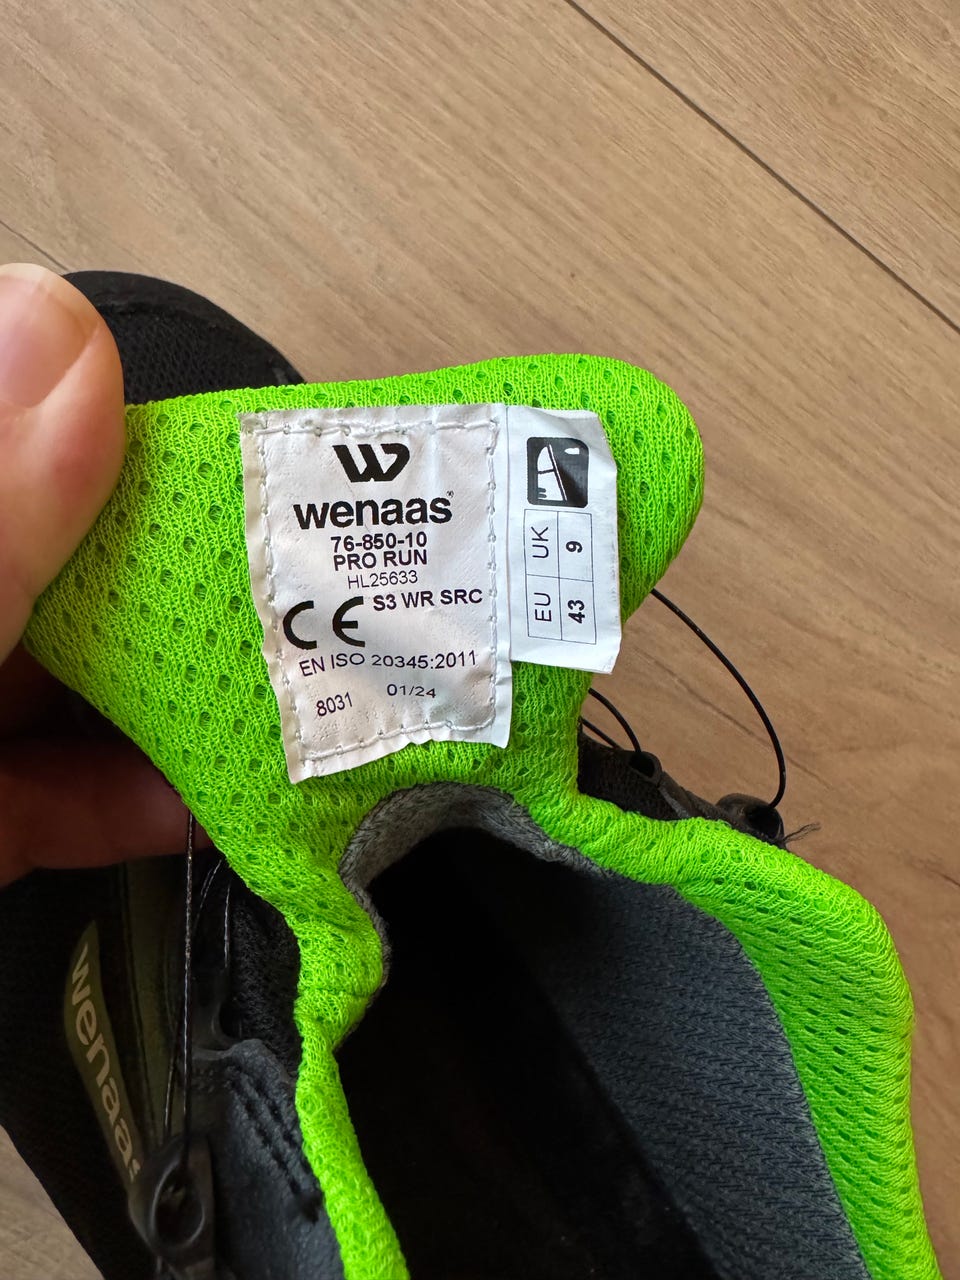 wenaas®
76-850-10
PRO RUN
HL25633
CE S3 WR SRC
EN ISO 20345:2011
8031 01/24
UK 9
EU 43
wenaas